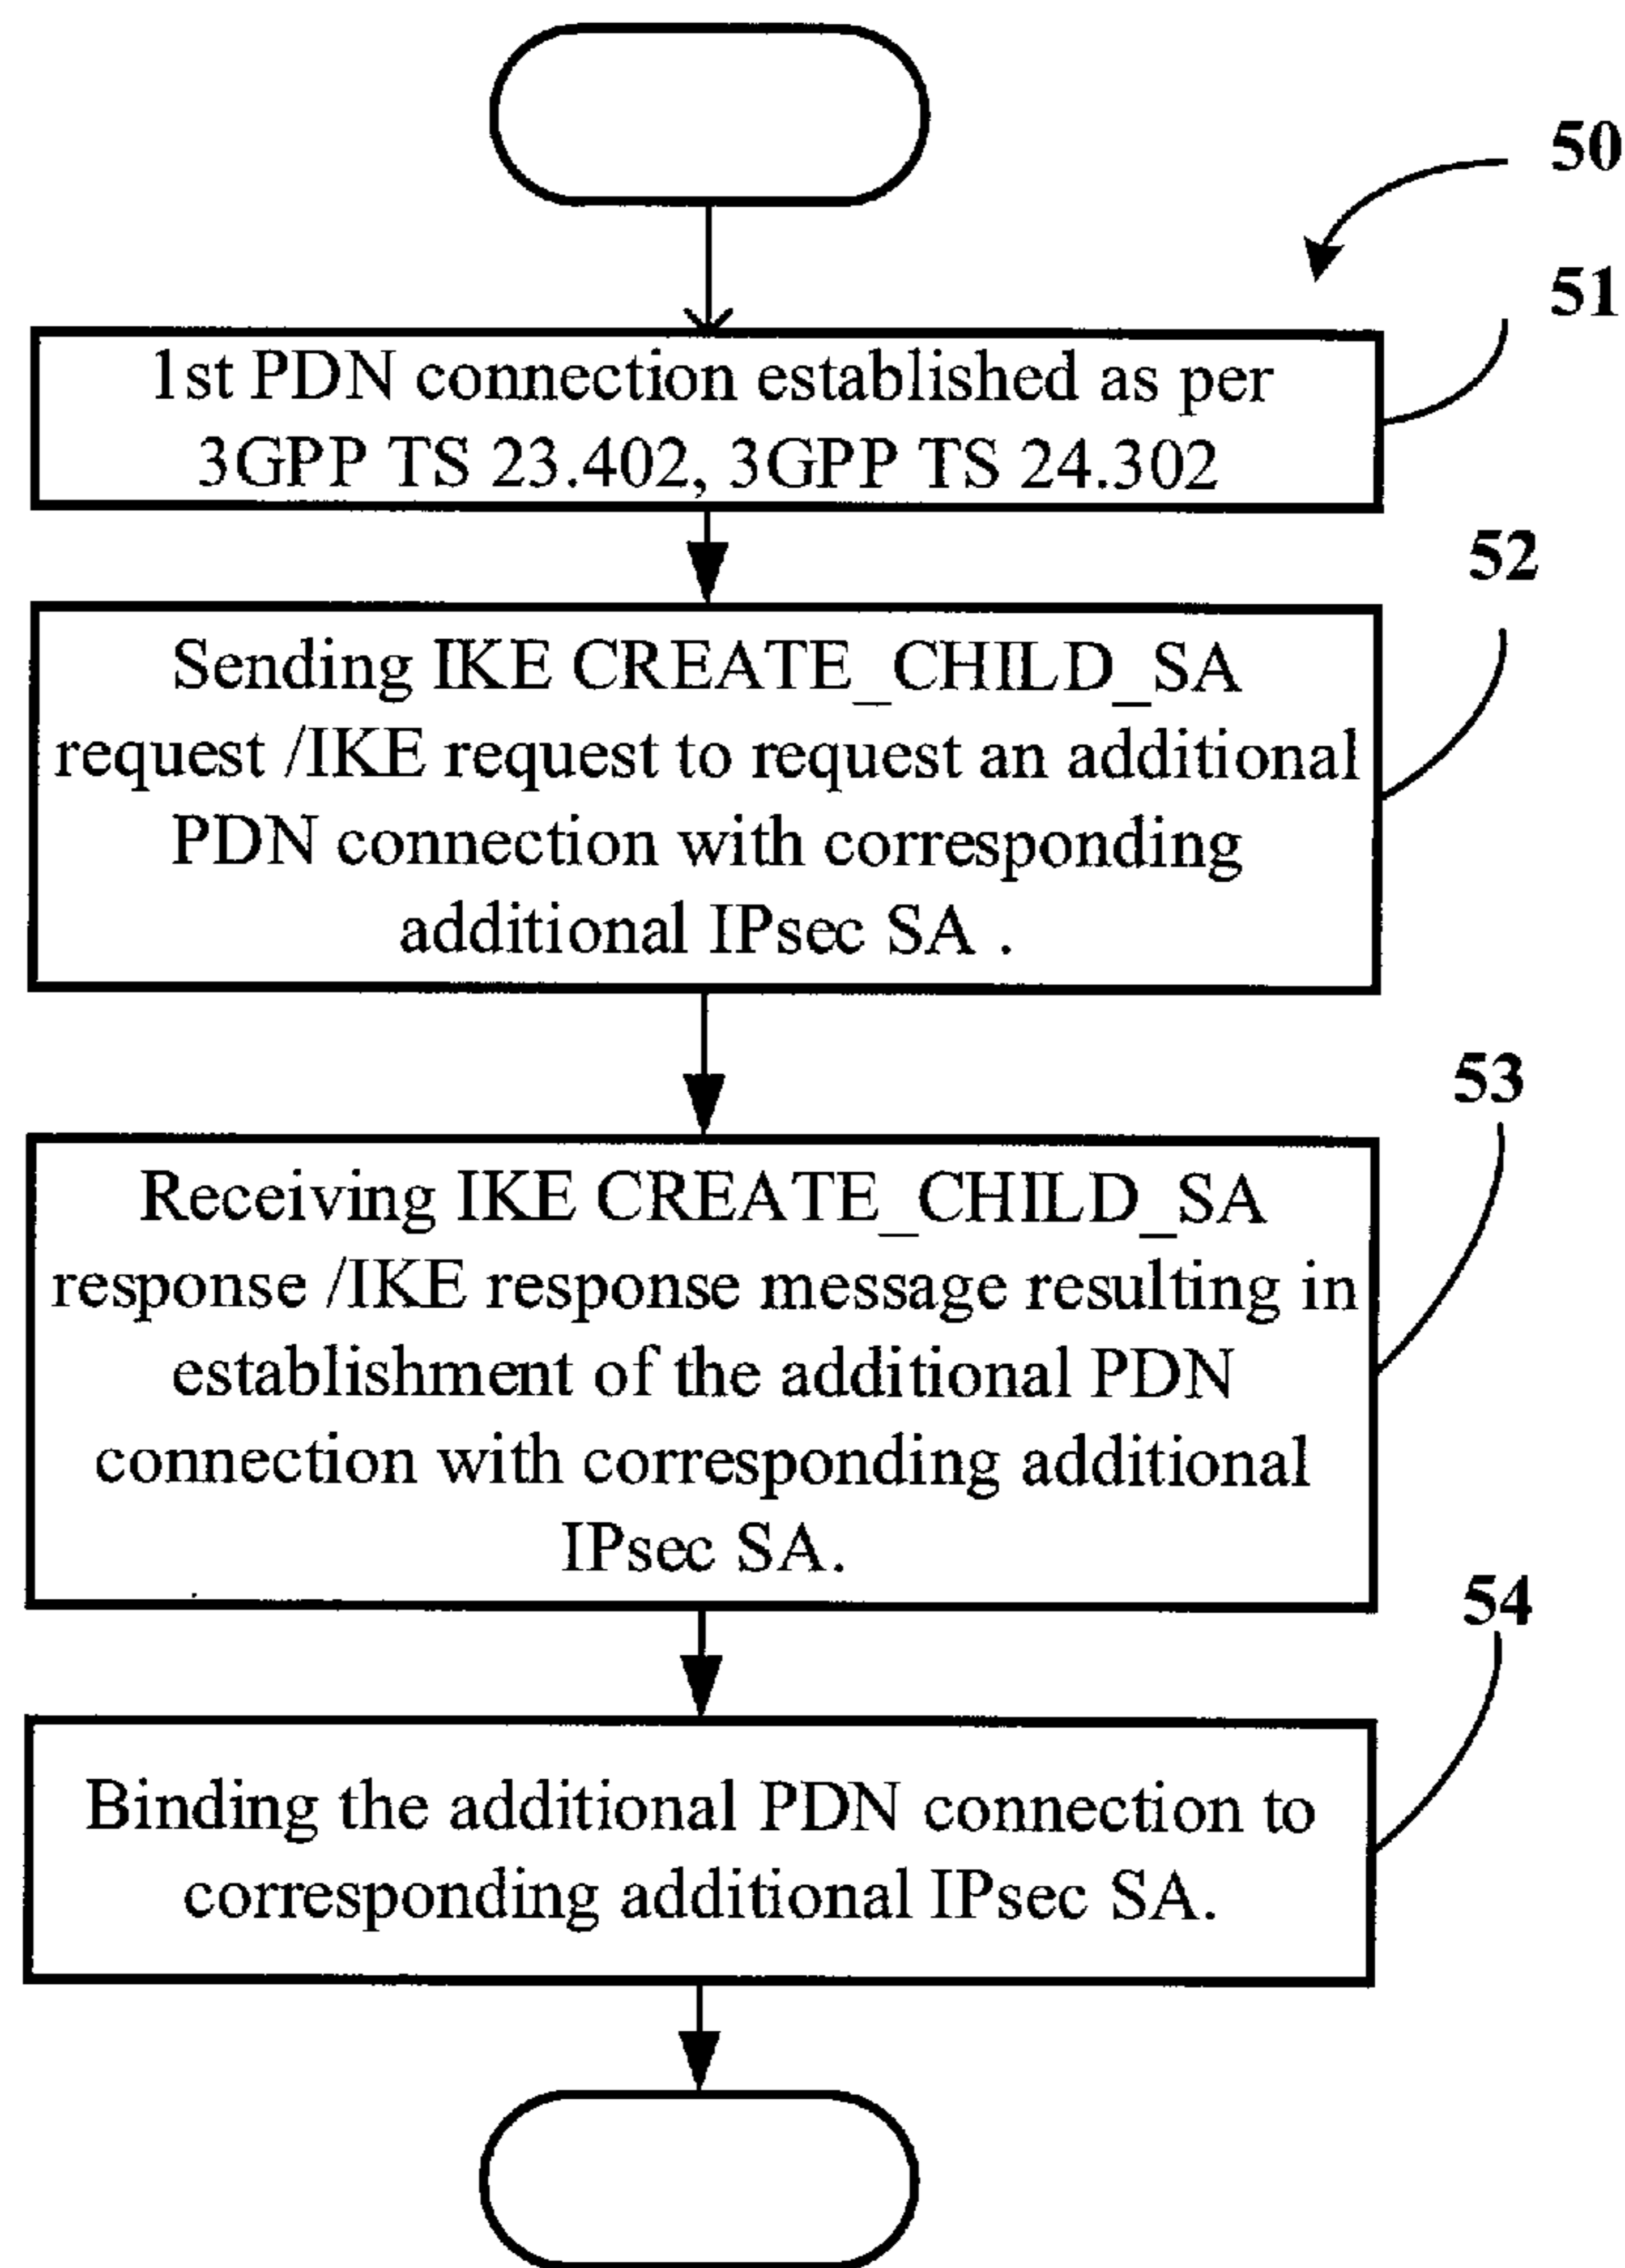 50
51
1st PDN connection established as per
3GPP TS 23.402, 3GPP TS 24.302
52
Sending IKE CREATE_CHILD_SA
request /IKE request to request an additional
PDN connection with corresponding
additional IPsec SA .
53
Receiving IKE CREATE_CHILD_SA
response /IKE response message resulting in
establishment of the additional PDN
connection with corresponding additional
IPsec SA.
54
Binding the additional PDN connection to
corresponding additional IPsec SA.